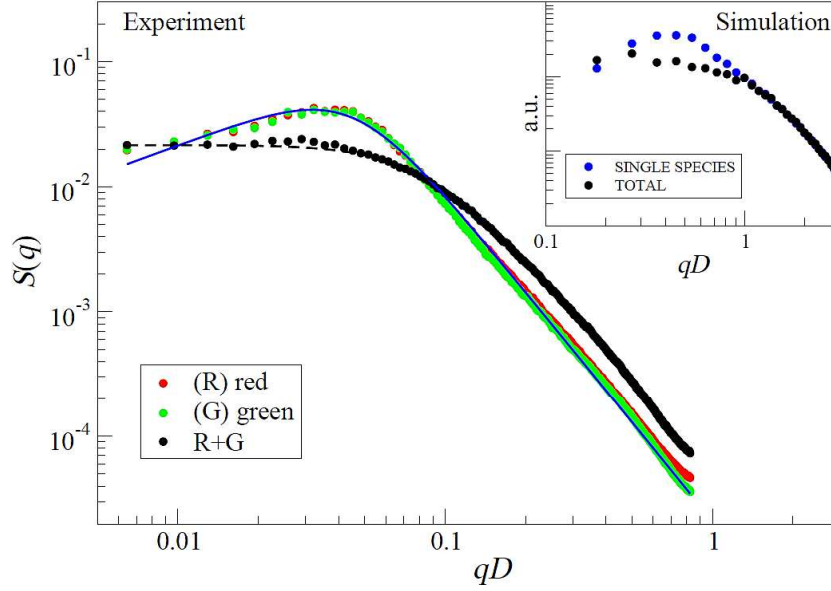 Experiment
Simulation
10^-1
10^-2
10^-3
10^-4
S(q)
0.01
0.1
1
qD
(R) red
(G) green
R+G
a.u.
SINGLE SPECIES
TOTAL
0.1
1
qD